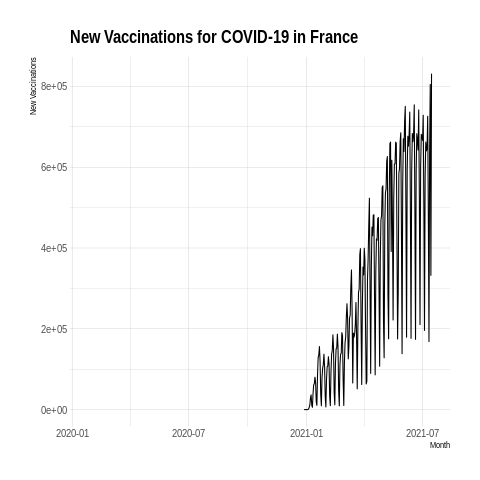 New Vaccinations for COVID-19 in France
New Vaccinations
8e+05
6e+05
4e+05
2e+05
0e+00
2020-01 2020-07 2021-01 2021-07
Month